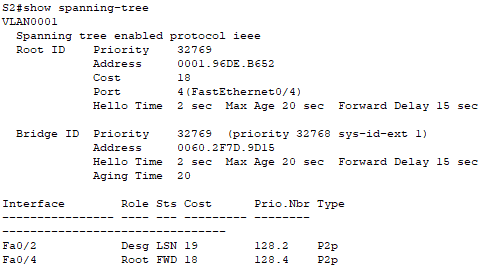 S2#show spanning-tree
VLAN0001
  Spanning tree enabled protocol ieee
  Root ID    Priority    32769
             Address     0001.96DE.B652
             Cost        18
             Port        4(FastEthernet0/4)
             Hello Time  2 sec  Max Age 20 sec  Forward Delay 15 sec

  Bridge ID  Priority    32769  (priority 32768 sys-id-ext 1)
             Address     0060.2F7D.9D15
             Hello Time  2 sec  Max Age 20 sec  Forward Delay 15 sec
             Aging Time  20

Interface        Role Sts Cost      Prio.Nbr Type
---------------- ---- --- --------- -------- --------------------------------
Fa0/2            Desg LSN 19        128.2    P2p
Fa0/4            Root FWD 18        128.4    P2p